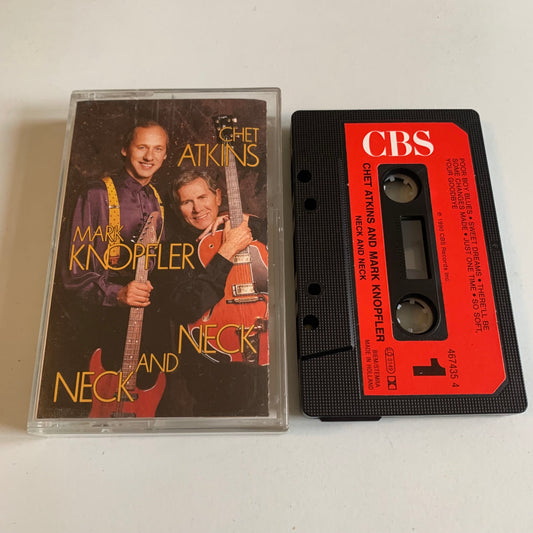 CHET
ATKINS
MARK
KNOPFLER
NECK
AND
NECK
CBS
CHET ATKINS AND MARK KNOPFLER
NECK AND NECK
POOR BOY BLUES • SWEET DREAMS • THERE'LL BE
SOME CHANGES MADE • JUST ONE TIME • SO SOFT,
YOUR GOODBYE
℗ 1990 CBS Records Inc.
1
467435 4
BIEM/STEMRA
MADE IN HOLLAND